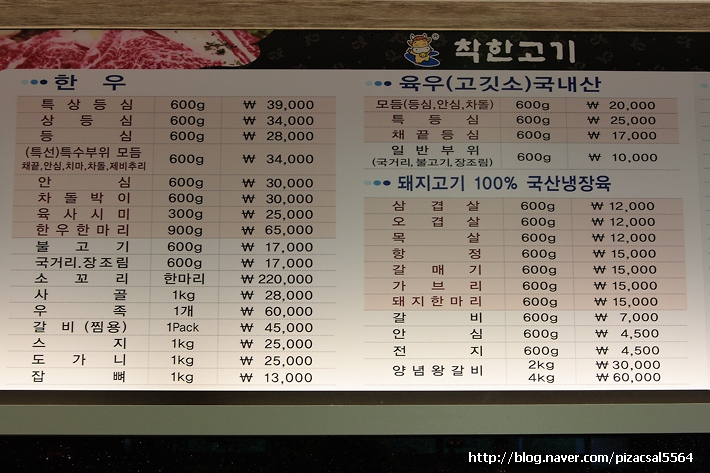 착한고기
한 우
특상등심 600g ₩ 39,000
상등심 600g ₩ 34,000
등심 600g ₩ 28,000
(특선)특수부위 모듬
채끝,안심,치마,차돌,제비추리 600g ₩ 34,000
안심 600g ₩ 30,000
차돌박이 600g ₩ 30,000
육사시미 300g ₩ 25,000
한우한마리 900g ₩ 65,000
불고기 600g ₩ 17,000
국거리.장조림 600g ₩ 17,000
소꼬리 한마리 ₩ 220,000
사골 1kg ₩ 28,000
우족 1개 ₩ 60,000
갈비(찜용) 1Pack ₩ 45,000
스지 1kg ₩ 25,000
도가니 1kg ₩ 25,000
잡뼈 1kg ₩ 13,000
육우(고깃소)국내산
모듬(등심,안심,차돌) 600g ₩ 20,000
특등심 600g ₩ 25,000
채끝등심 600g ₩ 17,000
일반부위
(국거리, 불고기, 장조림) 600g ₩ 10,000
돼지고기 100% 국산냉장육
삼겹살 600g ₩ 12,000
오겹살 600g ₩ 12,000
목살 600g ₩ 12,000
항정 600g ₩ 15,000
갈매기 600g ₩ 15,000
가브리 600g ₩ 15,000
돼지한마리 600g ₩ 15,000
갈비 600g ₩ 7,000
안심 600g ₩ 4,500
전지 600g ₩ 4,500
양념왕갈비 2kg ₩ 30,000
4kg ₩ 60,000
http://blog.naver.com/pizacsal5564